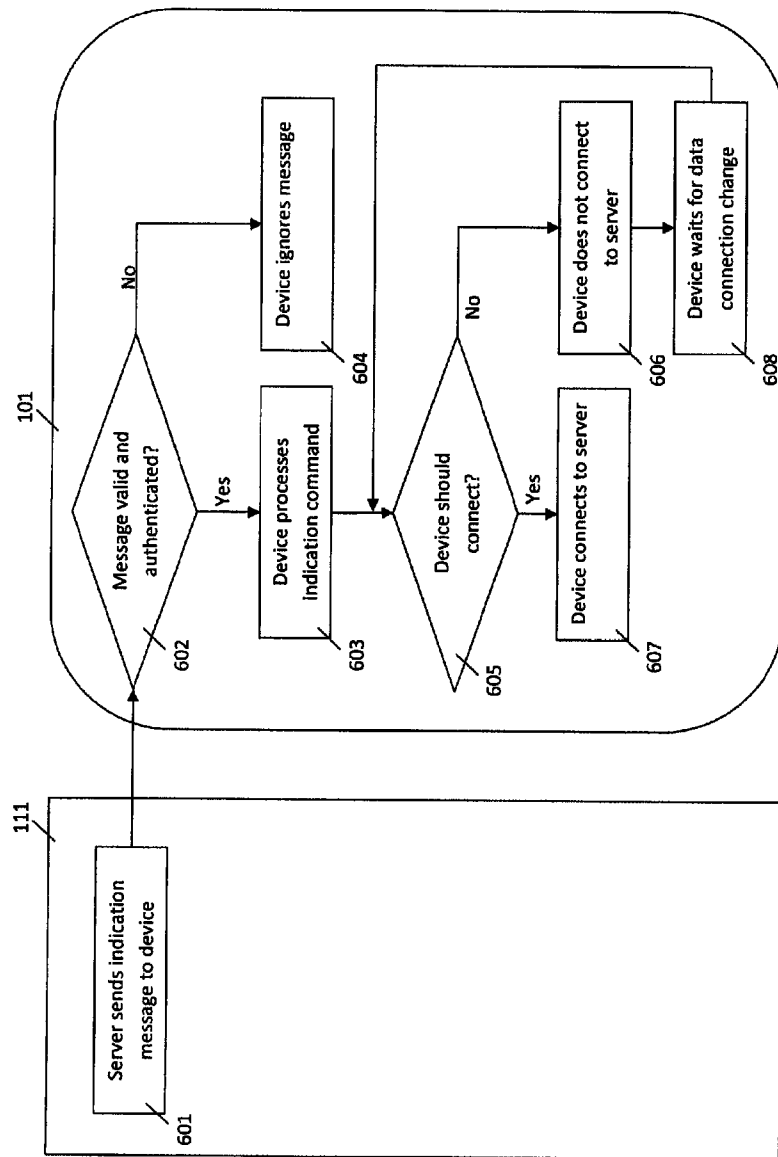 111
Server sends indication
message to device
601
101
Message valid and
authenticated?
602
No
Yes
Device ignores message
604
Device processes
indication command
603
Device should
connect?
605
No
Yes
Device connects to server
607
Device does not connect
to server
606
Device waits for data
connection change
608